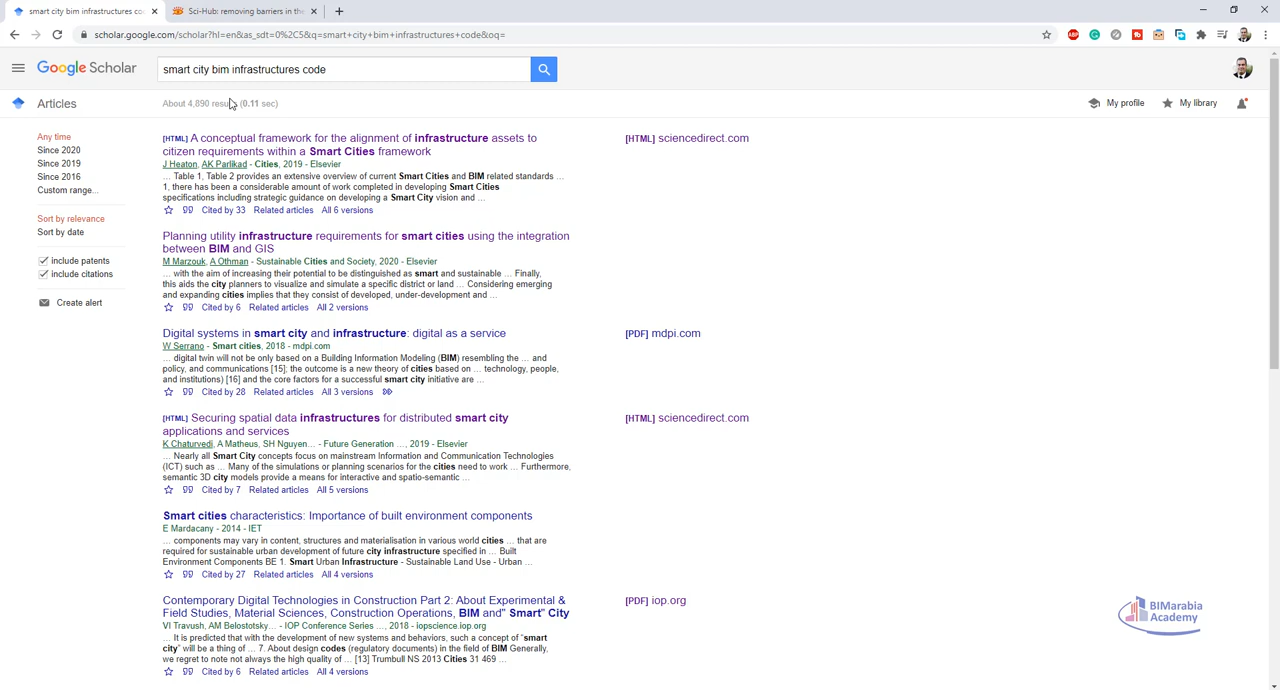 smart city bim infrastructures co
Sci-Hub: removing barriers in the
scholar.google.com/scholar?hl=en&as_sdt=0%2C5&q=smart+city+bim+infrastructures+code&oq=
Google Scholar
smart city bim infrastructures code
Articles
About 4,890 results (0.11 sec)
My profile
My library
Any time
Since 2020
Since 2019
Since 2016
Custom range...
Sort by relevance
Sort by date
include patents
include citations
Create alert
[HTML] A conceptual framework for the alignment of infrastructure assets to
citizen requirements within a Smart Cities framework
J Heaton, AK Parlikad - Cities, 2019 - Elsevier
... Table 1, Table 2 provides an extensive overview of current Smart Cities and BIM related standards ...
1, there has been a considerable amount of work completed in developing Smart Cities
specifications including strategic guidance on developing a Smart City vision and ...
Cited by 33 Related articles All 6 versions
[HTML] sciencedirect.com
Planning utility infrastructure requirements for smart cities using the integration
between BIM and GIS
M Marzouk, A Othman - Sustainable Cities and Society, 2020 - Elsevier
... with the aim of increasing their potential to be distinguished as smart and sustainable ... Finally,
this aids the city planners to visualize and simulate a specific district or land ... Considering emerging
and expanding cities implies that they consist of developed, under-development and ...
Cited by 6 Related articles All 2 versions
Digital systems in smart city and infrastructure: digital as a service
W Serrano - Smart cities, 2018 - mdpi.com
... digital twin will not only based on a Building Information Modeling (BIM) resembling the ... and
policy, and communications [15]; the outcome is a new theory of cities based on ... technology, people,
and institutions) [16] and the core factors for a successful smart city initiative are ...
Cited by 28 Related articles All 3 versions
[PDF] mdpi.com
[HTML] Securing spatial data infrastructures for distributed smart city
applications and services
K Chaturvedi, A Matheus, SH Nguyen... - Future Generation ..., 2019 - Elsevier
... Nearly all Smart City concepts focus on mainstream Information and Communication Technologies
(ICT) such as ... Many of the simulations or planning scenarios for the cities need to work ... Furthermore,
semantic 3D city models provide a means for interactive and spatio-semantic ...
Cited by 7 Related articles All 5 versions
[HTML] sciencedirect.com
Smart cities characteristics: Importance of built environment components
E Mardacany - 2014 - IET
... components may vary in content, structures and materialisation in various world cities ... that are
required for sustainable urban development of future city infrastructure specified in ... Built
Environment Components BE 1. Smart Urban Infrastructure - Sustainable Land Use - Urban ...
Cited by 27 Related articles All 4 versions
Contemporary Digital Technologies in Construction Part 2: About Experimental &
Field Studies, Material Sciences, Construction Operations, BIM and" Smart" City
VI Travush, AM Belostotsky... - IOP Conference Series ..., 2018 - iopscience.iop.org
... It is predicted that with the development of new systems and behaviors, such a concept of "smart
city" will be a thing of ... 7. About design codes (regulatory documents) in the field of BIM Generally,
we regret to note not always the high quality of ... [13] Trumbull NS 2013 Cities 31 469 ...
Cited by 6 Related articles All 4 versions
[PDF] iop.org
BIMarabia
Academy